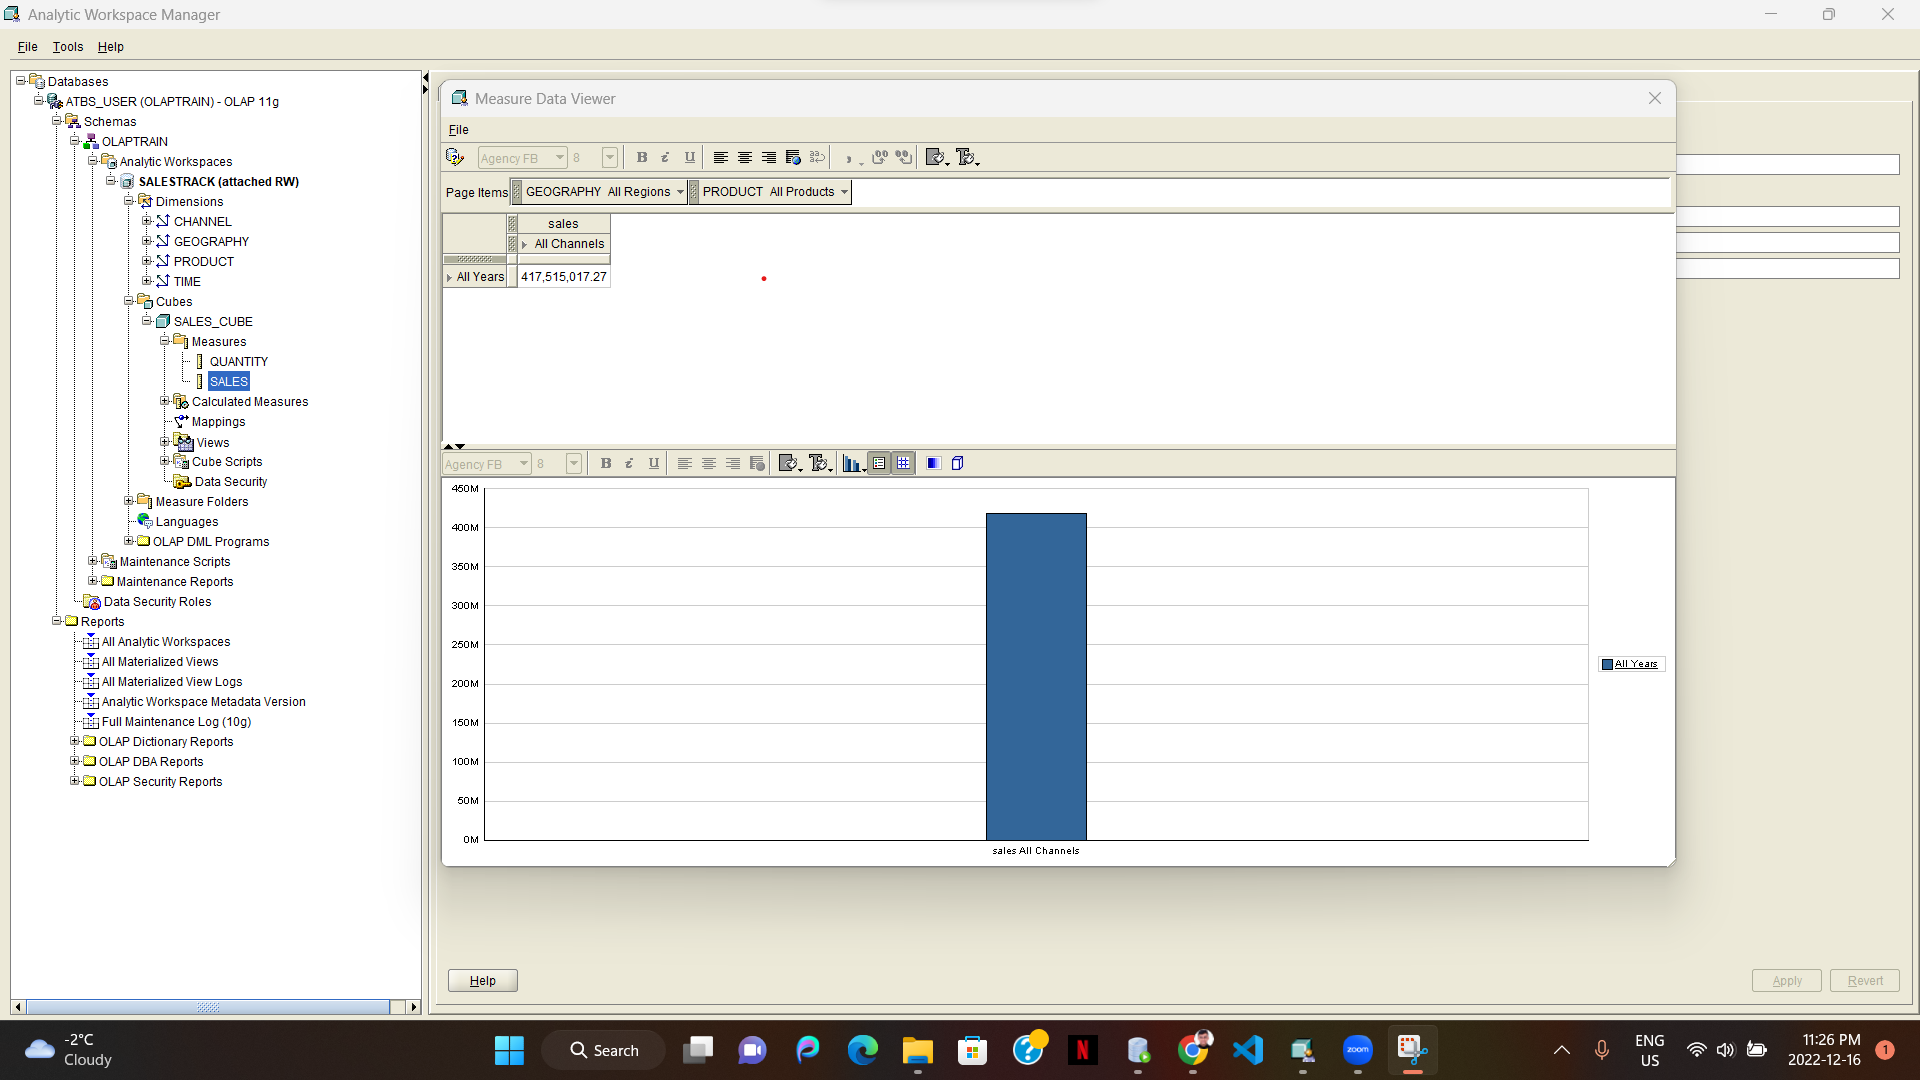 Analytic Workspace Manager
File Tools Help
Databases
ATBS_USER (OLAPTRAIN) - OLAP 11g
Schemas
OLAPTRAIN
Analytic Workspaces
SALESTRACK (attached RW)
Dimensions
CHANNEL
GEOGRAPHY
PRODUCT
TIME
Cubes
SALES_CUBE
Measures
QUANTITY
SALES
Calculated Measures
Mappings
Views
Cube Scripts
Data Security
Measure Folders
Languages
OLAP DML Programs
Maintenance Scripts
Maintenance Reports
Data Security Roles
Reports
All Analytic Workspaces
All Materialized Views
All Materialized View Logs
Analytic Workspace Metadata Version
Full Maintenance Log (10g)
OLAP Dictionary Reports
OLAP DBA Reports
OLAP Security Reports
Measure Data Viewer
File
Agency FB 8 B i U
Page Items GEOGRAPHY All Regions PRODUCT All Products
sales
All Channels
All Years 417,515,017.27
Agency FB 8 B i U
450M
400M
350M
300M
250M
200M
150M
100M
50M
0M
sales All Channels
All Years
Help Apply Revert
-2°C
Cloudy
Search
zoom
ENG
US
11:26 PM
2022-12-16
1